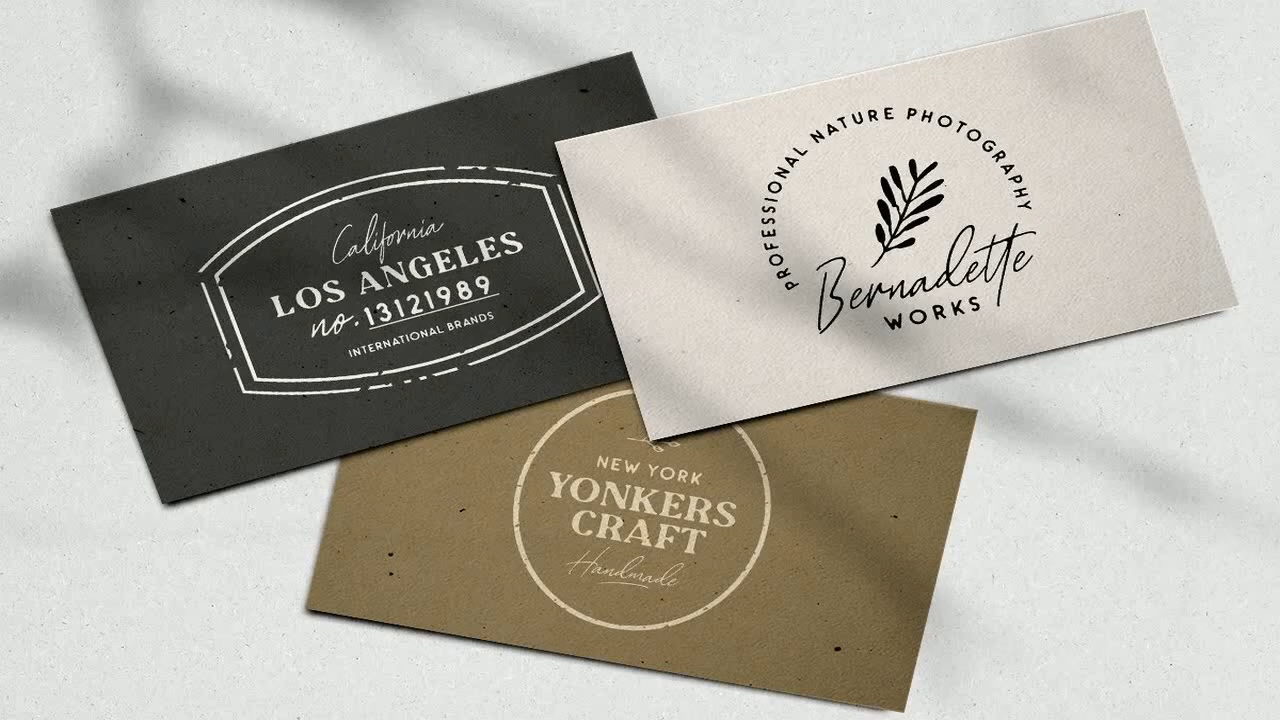 California
LOS ANGELES
no. 13121989
INTERNATIONAL BRANDS
PROFESSIONAL NATURE PHOTOGRAPHY
Bernadette
WORKS
NEW YORK
YONKERS
CRAFT
Handmade